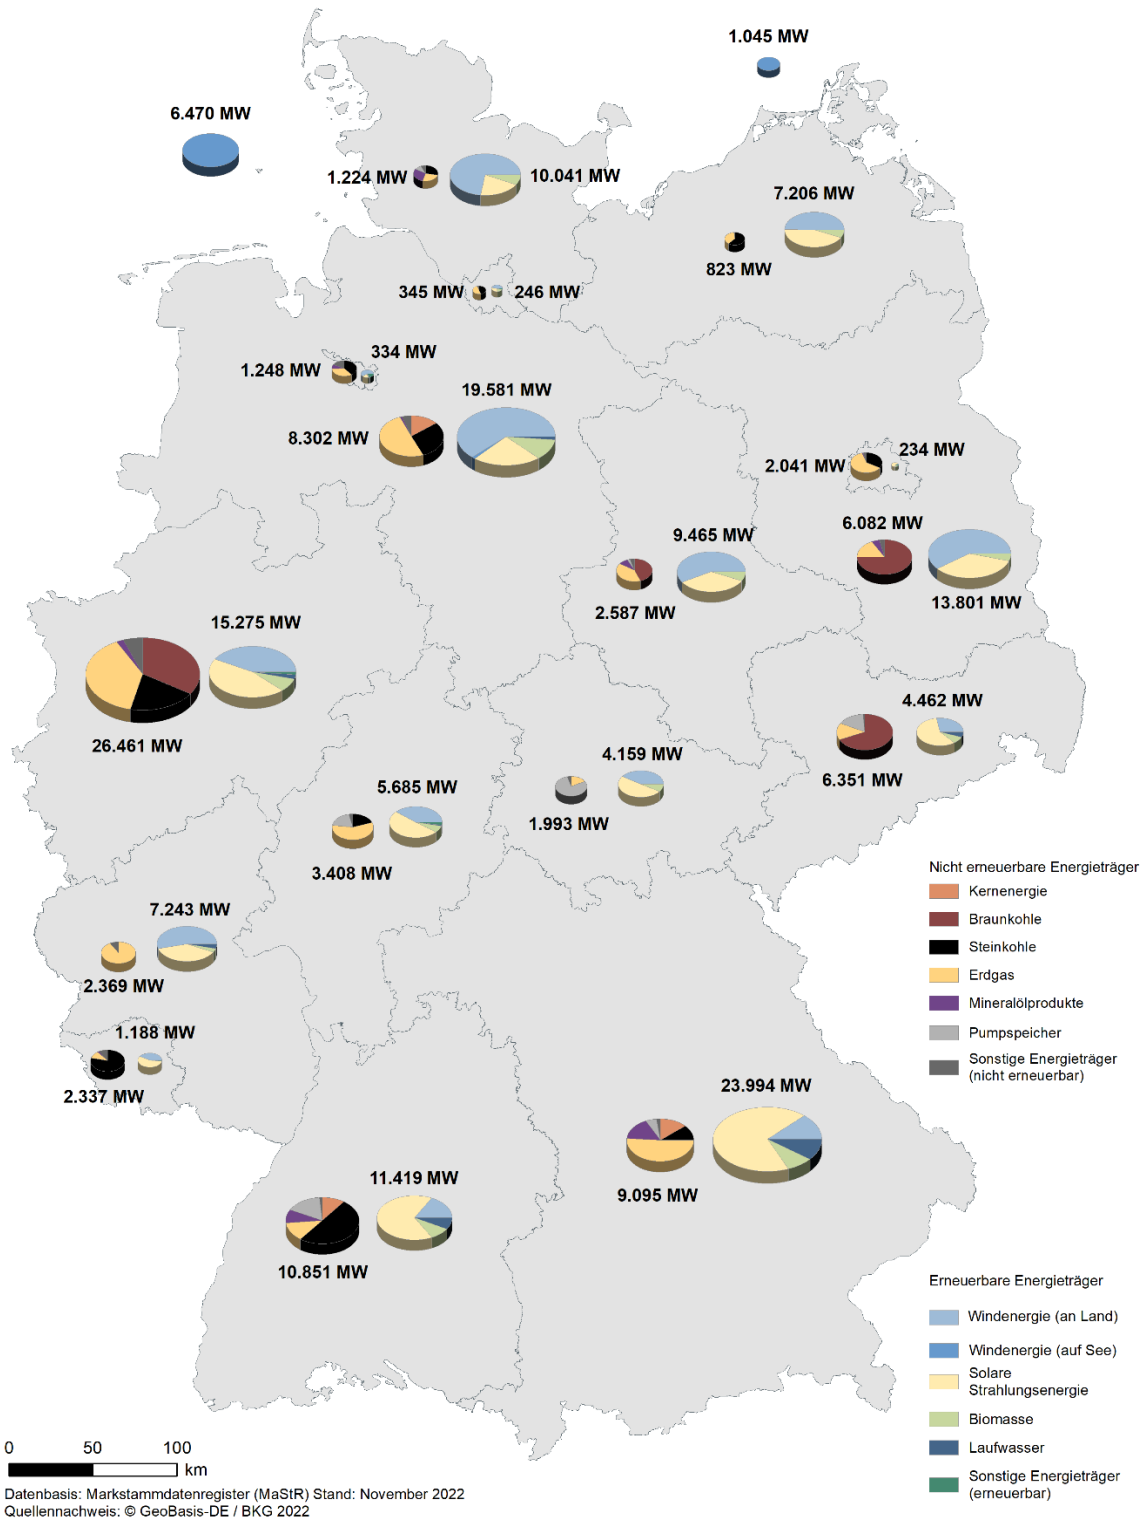 1.045 MW
6.470 MW
1.224 MW
10.041 MW
7.206 MW
823 MW
345 MW
246 MW
334 MW
1.248 MW
19.581 MW
8.302 MW
234 MW
2.041 MW
6.082 MW
9.465 MW
13.801 MW
2.587 MW
15.275 MW
26.461 MW
4.462 MW
6.351 MW
4.159 MW
1.993 MW
5.685 MW
3.408 MW
7.243 MW
2.369 MW
1.188 MW
2.337 MW
23.994 MW
9.095 MW
11.419 MW
10.851 MW
Nicht erneuerbare Energieträger
Kernenergie
Braunkohle
Steinkohle
Erdgas
Mineralölprodukte
Pumpspeicher
Sonstige Energieträger
(nicht erneuerbar)
Erneuerbare Energieträger
Windenergie (an Land)
Windenergie (auf See)
Solare
Strahlungsenergie
Biomasse
Laufwasser
Sonstige Energieträger
(erneuerbar)
0 50 100
km
Datenbasis: Markstammdatenregister (MaStR) Stand: November 2022
Quellennachweis: © GeoBasis-DE / BKG 2022